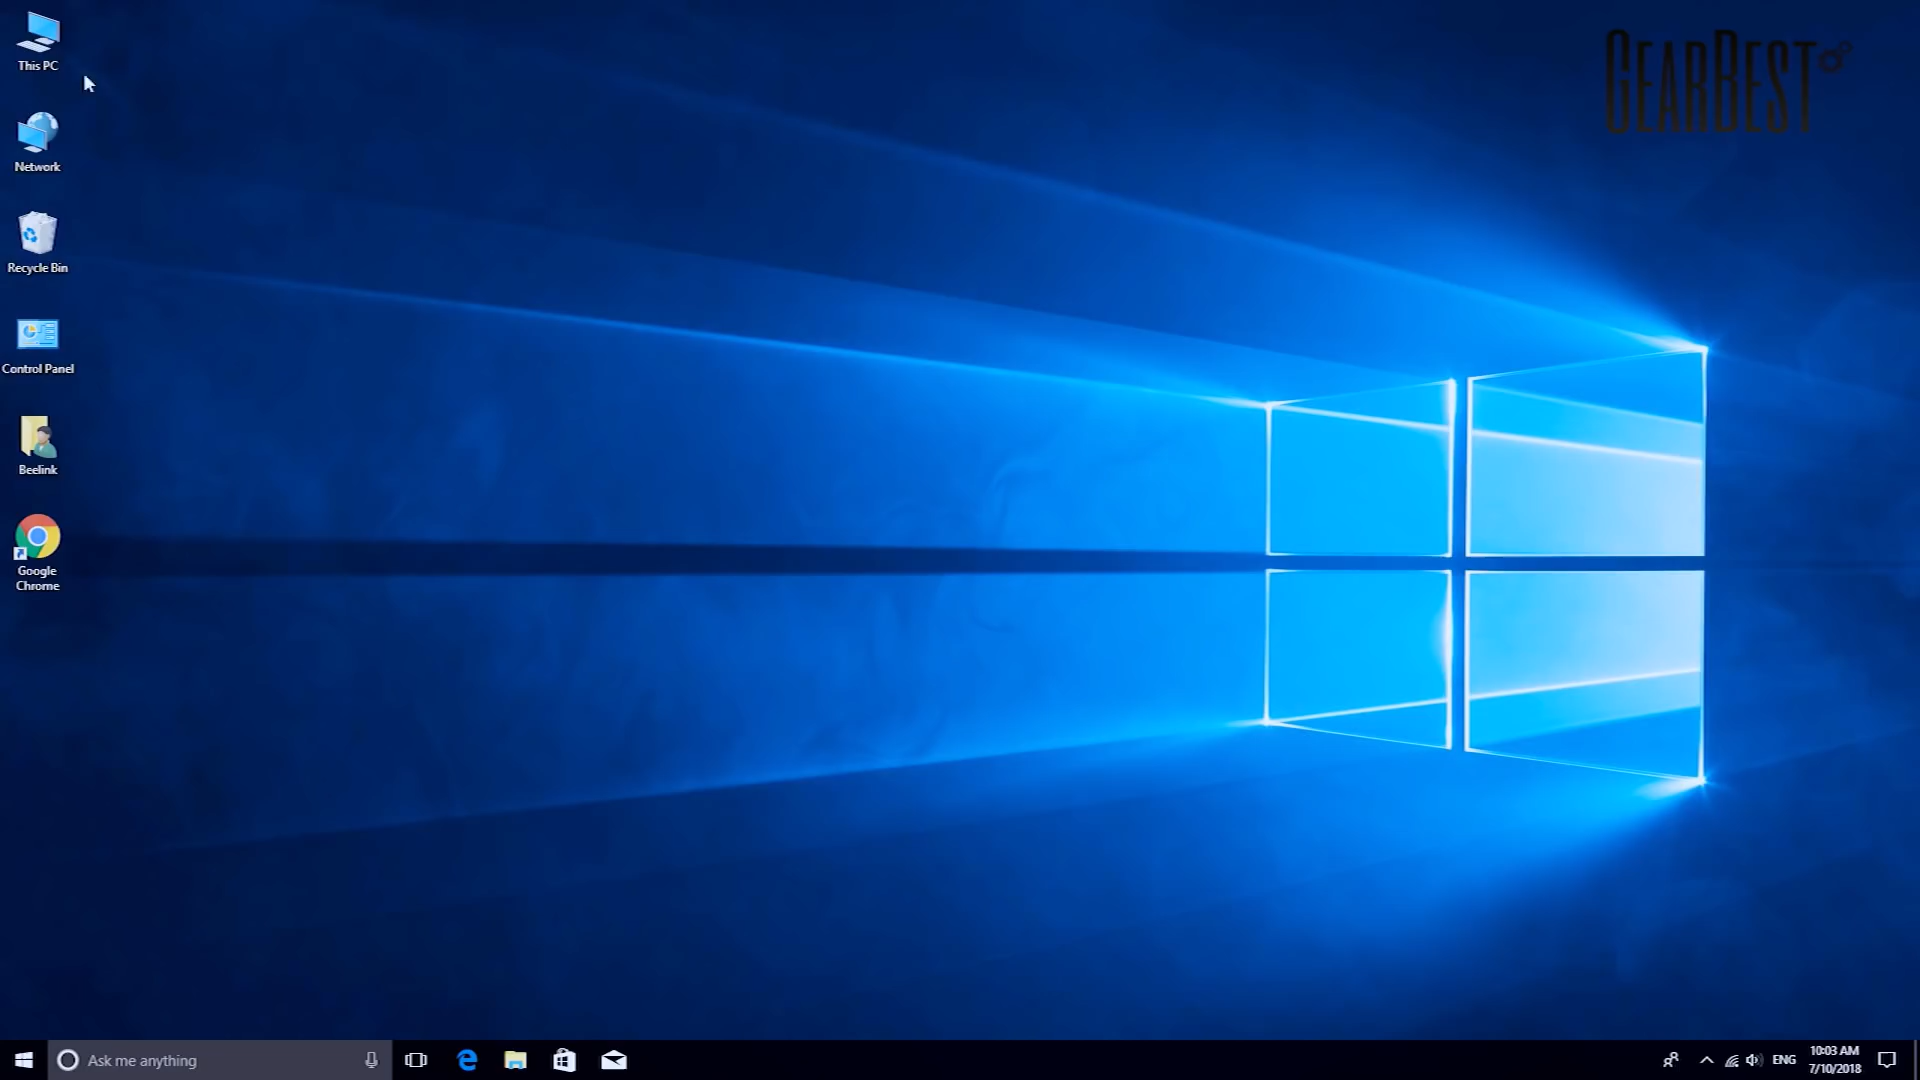 This PC
GEARBEST
Network
Recycle Bin
Control Panel
Beelink
Google
Chrome
Ask me anything
ENG
10:03 AM
7/10/2018